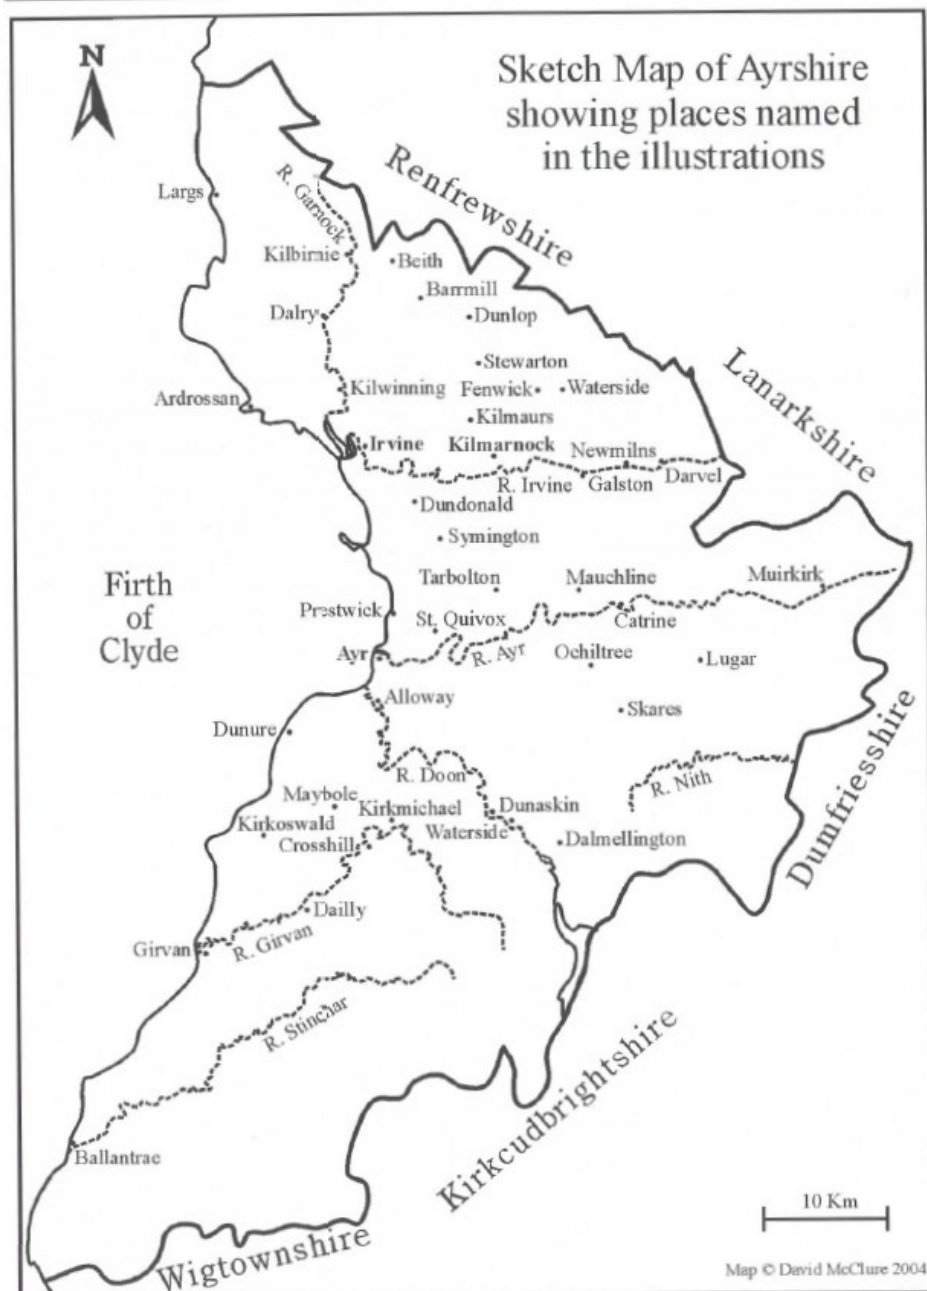 N
Sketch Map of Ayrshire
showing places named
in the illustrations
Renfrewshire
Largs
R. Garnock
Kilbirnie
Beith
Barrmill
Dalry
Dunlop
Stewarton
Lanarkshire
Ardrossan
Kilwinning
Fenwick
Waterside
Kilmaurs
Irvine
Kilmarnock
Newmilns
R. Irvine
Galston
Darvel
Dundonald
Symington
Firth
of
Clyde
Tarbolton
Mauchline
Muirkirk
Prestwick
St. Quivox
Catrine
Ayr
R. Ayr
Ochiltree
Lugar
Alloway
Skares
Dunure
Dumfriesshire
R. Doon
R. Nith
Maybole
Kirkmichael
Dunaskin
Kirkoswald
Crosshill
Waterside
Dalmellington
Dailly
Girvan
R. Girvan
R. Stinchar
Kirkcudbrightshire
Ballantrae
10 Km
Wigtownshire
Map © David McClure 2004